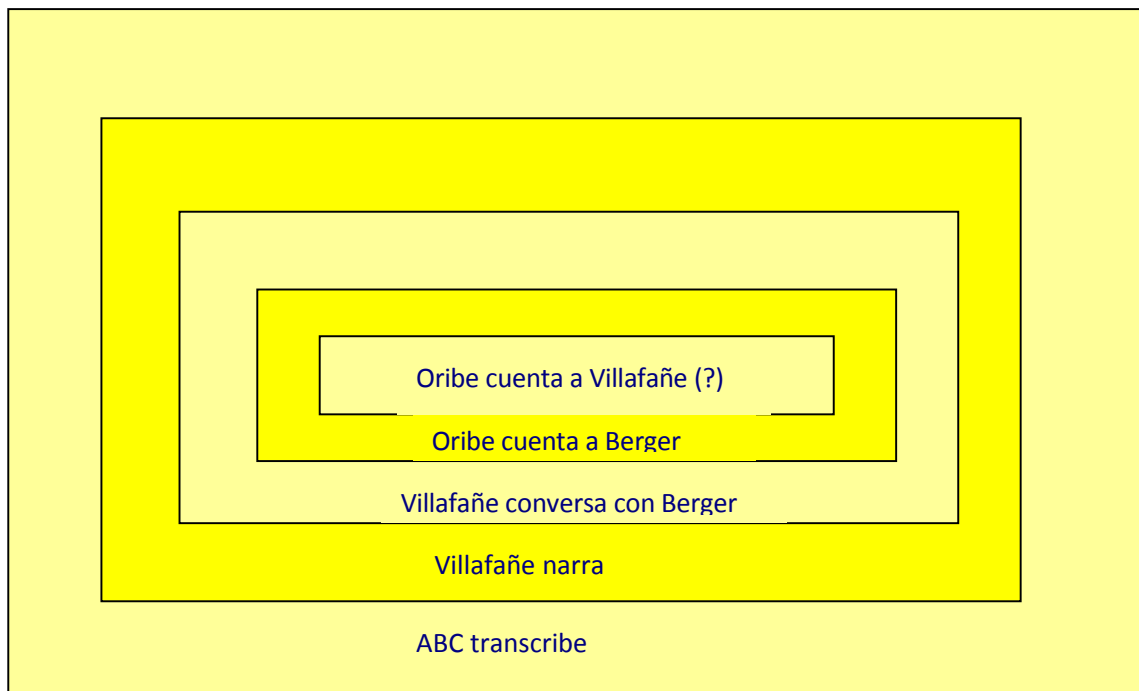 Oribe cuenta a Villafañe (?)
Oribe cuenta a Berger
Villafañe conversa con Berger
Villafañe narra
ABC transcribe